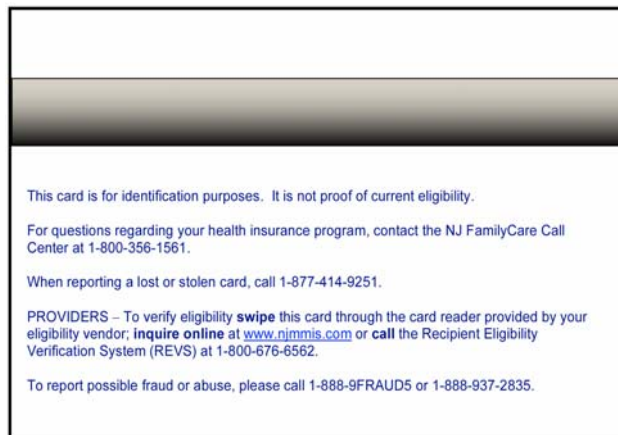 This card is for identification purposes.  It is not proof of current eligibility.
For questions regarding your health insurance program, contact the NJ FamilyCare Call
Center at 1-800-356-1561.
When reporting a lost or stolen card, call 1-877-414-9251.
PROVIDERS – To verify eligibility swipe this card through the card reader provided by your
eligibility vendor; inquire online at www.njmmis.com or call the Recipient Eligibility
Verification System (REVS) at 1-800-676-6562.
To report possible fraud or abuse, please call 1-888-9FRAUD5 or 1-888-937-2835.